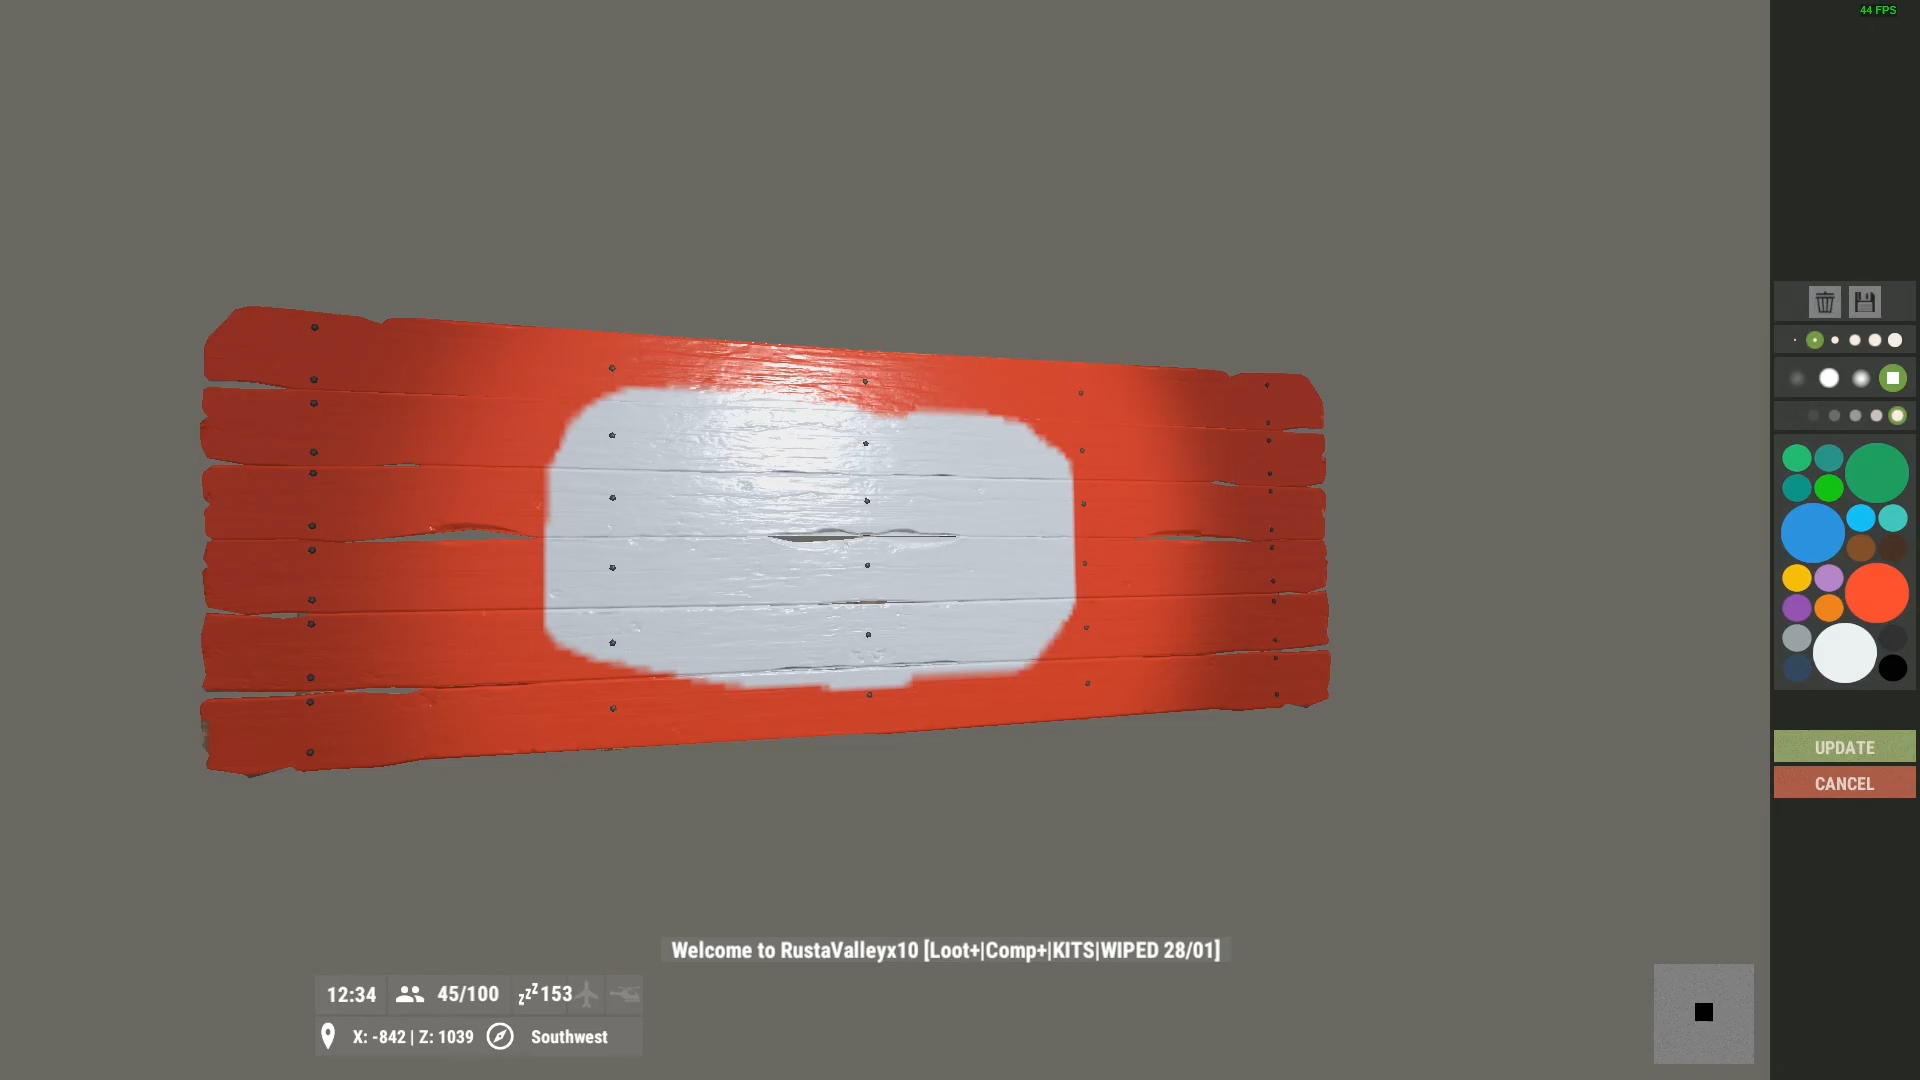 44 FPS
UPDATE
CANCEL
Welcome to RustaValleyx10 [Loot+|Comp+|KITS|WIPED 28/01]
12:34 45/100 zzZ 153
X: -842 | Z: 1039 Southwest